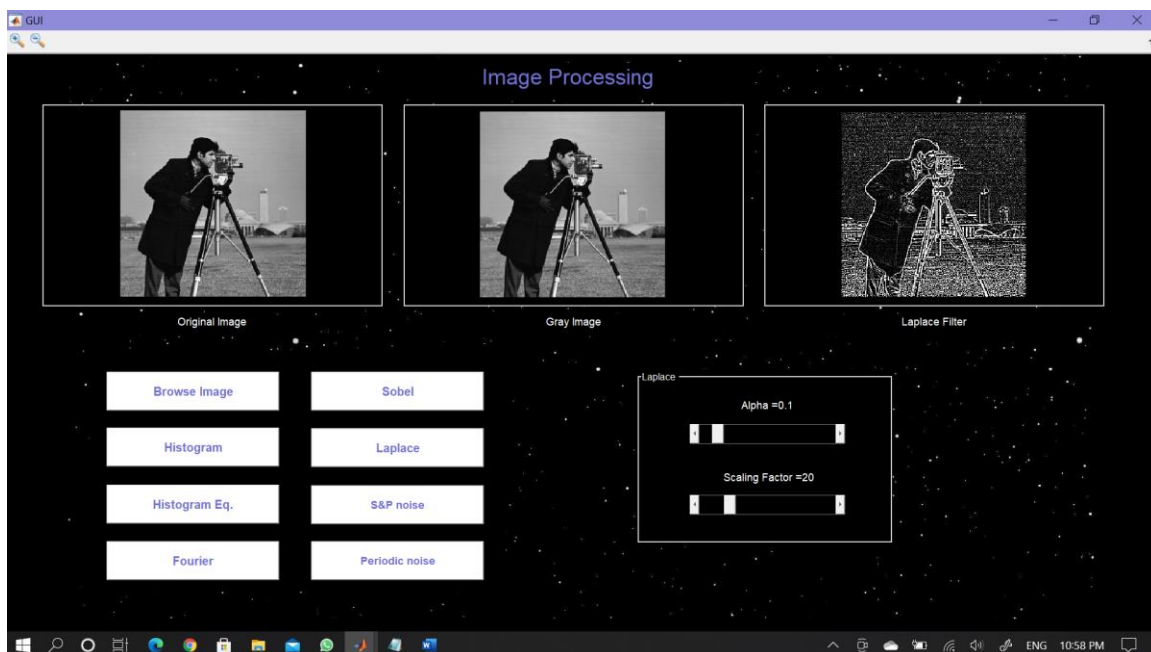 GUI
Image Processing
Original Image
Gray Image
Laplace Filter
Browse Image
Sobel
Histogram
Laplace
Histogram Eq.
S&P noise
Fourier
Periodic noise
Laplace
Alpha =0.1
Scaling Factor =20
ENG 10:58 PM